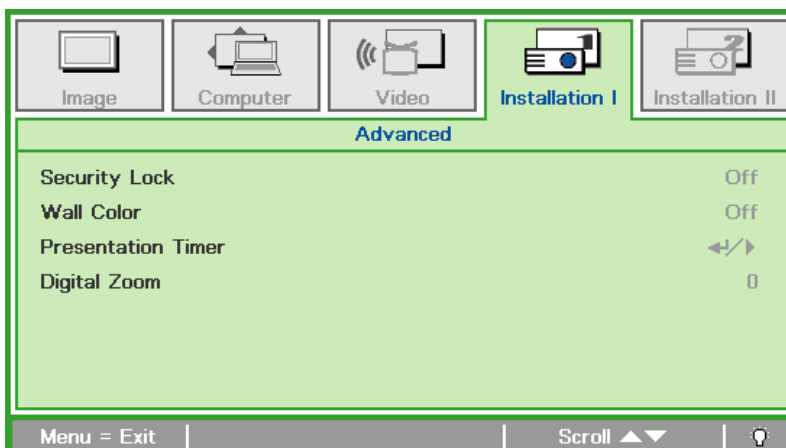 Image Computer Video Installation I Installation II
Advanced
Security Lock Off
Wall Color Off
Presentation Timer
Digital Zoom 0
Menu = Exit Scroll